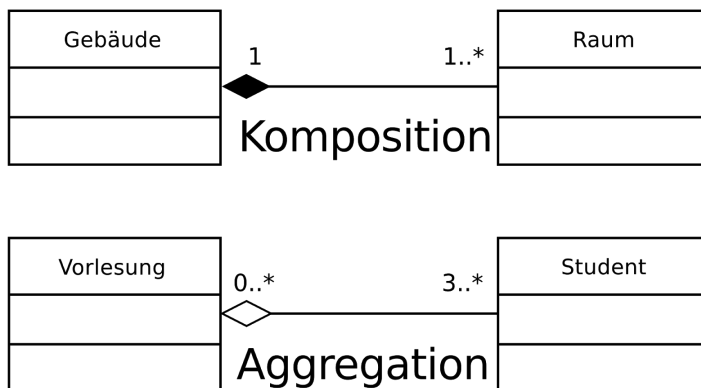 Gebäude
1
1..*
Raum
Komposition
Vorlesung
0..*
3..*
Student
Aggregation